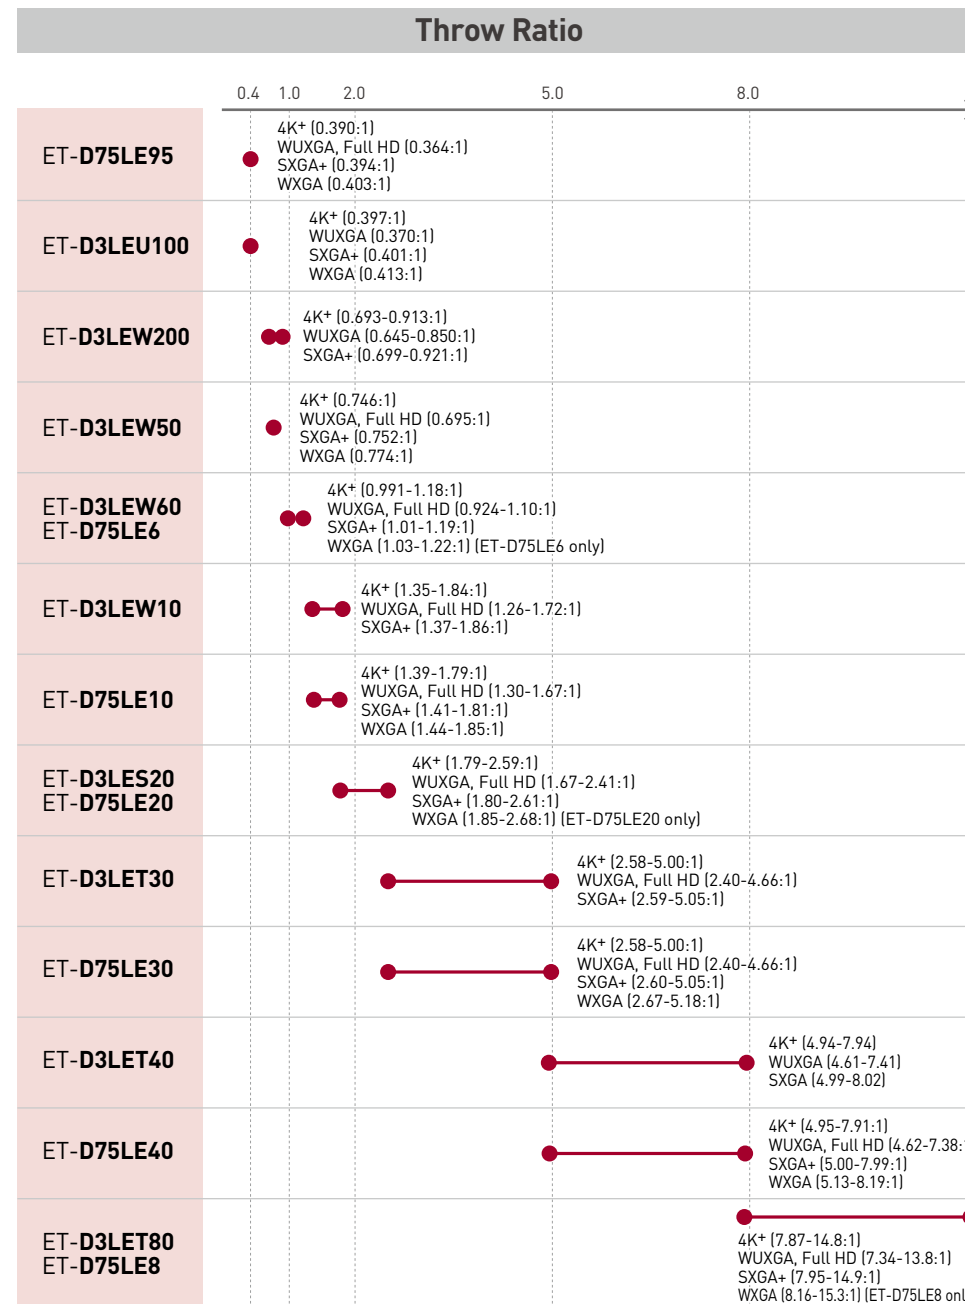 Throw Ratio
0.4 1.0 2.0 5.0 8.0
ET-D75LE95
4K+ (0.390:1)
WUXGA, Full HD (0.364:1)
SXGA+ (0.394:1)
WXGA (0.403:1)
ET-D3LEU100
4K+ (0.397:1)
WUXGA (0.370:1)
SXGA+ (0.401:1)
WXGA (0.413:1)
ET-D3LEW200
4K+ (0.693-0.913:1)
WUXGA (0.645-0.850:1)
SXGA+ (0.699-0.921:1)
ET-D3LEW50
4K+ (0.746:1)
WUXGA, Full HD (0.695:1)
SXGA+ (0.752:1)
WXGA (0.774:1)
ET-D3LEW60
ET-D75LE6
4K+ (0.991-1.18:1)
WUXGA, Full HD (0.924-1.10:1)
SXGA+ (1.01-1.19:1)
WXGA (1.03-1.22:1) (ET-D75LE6 only)
ET-D3LEW10
4K+ (1.35-1.84:1)
WUXGA, Full HD (1.26-1.72:1)
SXGA+ (1.37-1.86:1)
ET-D75LE10
4K+ (1.39-1.79:1)
WUXGA, Full HD (1.30-1.67:1)
SXGA+ (1.41-1.81:1)
WXGA (1.44-1.85:1)
ET-D3LES20
ET-D75LE20
4K+ (1.79-2.59:1)
WUXGA, Full HD (1.67-2.41:1)
SXGA+ (1.80-2.61:1)
WXGA (1.85-2.68:1) (ET-D75LE20 only)
ET-D3LET30
4K+ (2.58-5.00:1)
WUXGA, Full HD (2.40-4.66:1)
SXGA+ (2.59-5.05:1)
ET-D75LE30
4K+ (2.58-5.00:1)
WUXGA, Full HD (2.40-4.66:1)
SXGA+ (2.60-5.05:1)
WXGA (2.67-5.18:1)
ET-D3LET40
4K+ (4.94-7.94)
WUXGA (4.61-7.41)
SXGA (4.99-8.02)
ET-D75LE40
4K+ (4.95-7.91:1)
WUXGA, Full HD (4.62-7.38:
SXGA+ (5.00-7.99:1)
WXGA (5.13-8.19:1)
ET-D3LET80
ET-D75LE8
4K+ (7.87-14.8:1)
WUXGA, Full HD (7.34-13.8:1)
SXGA+ (7.95-14.9:1)
WXGA (8.16-15.3:1) (ET-D75LE8 onl